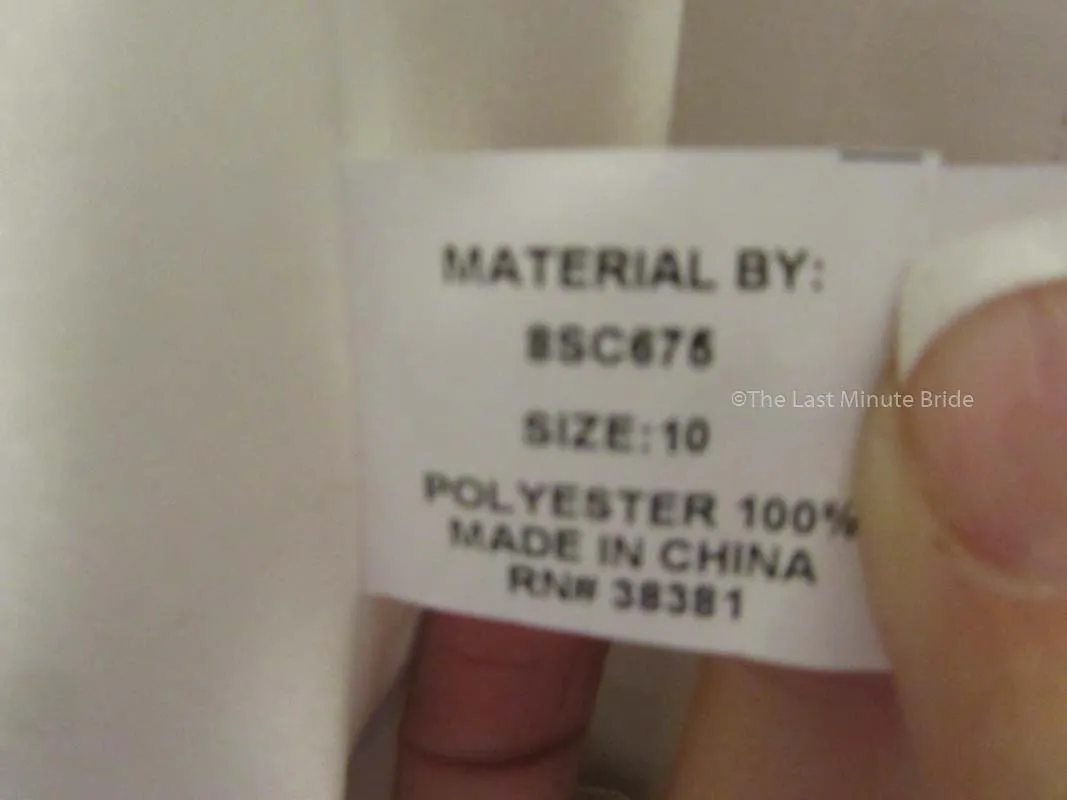 MATERIAL BY:
8SC675
©The Last Minute Bride
SIZE:10
POLYESTER 100%
MADE IN CHINA
RN# 38381